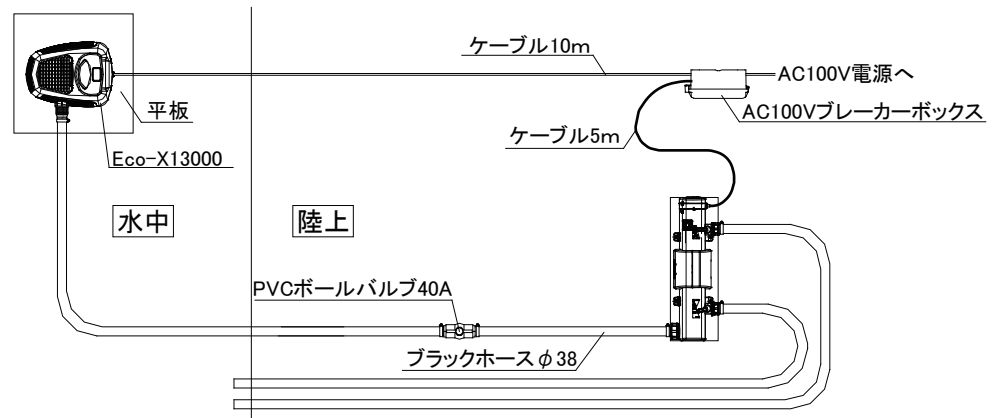 ケーブル10m
AC100V電源へ
平板
AC100Vブレーカーボックス
ケーブル5m
Eco-X13000
水中
陸上
PVCボールバルブ40A
ブラックホースφ38